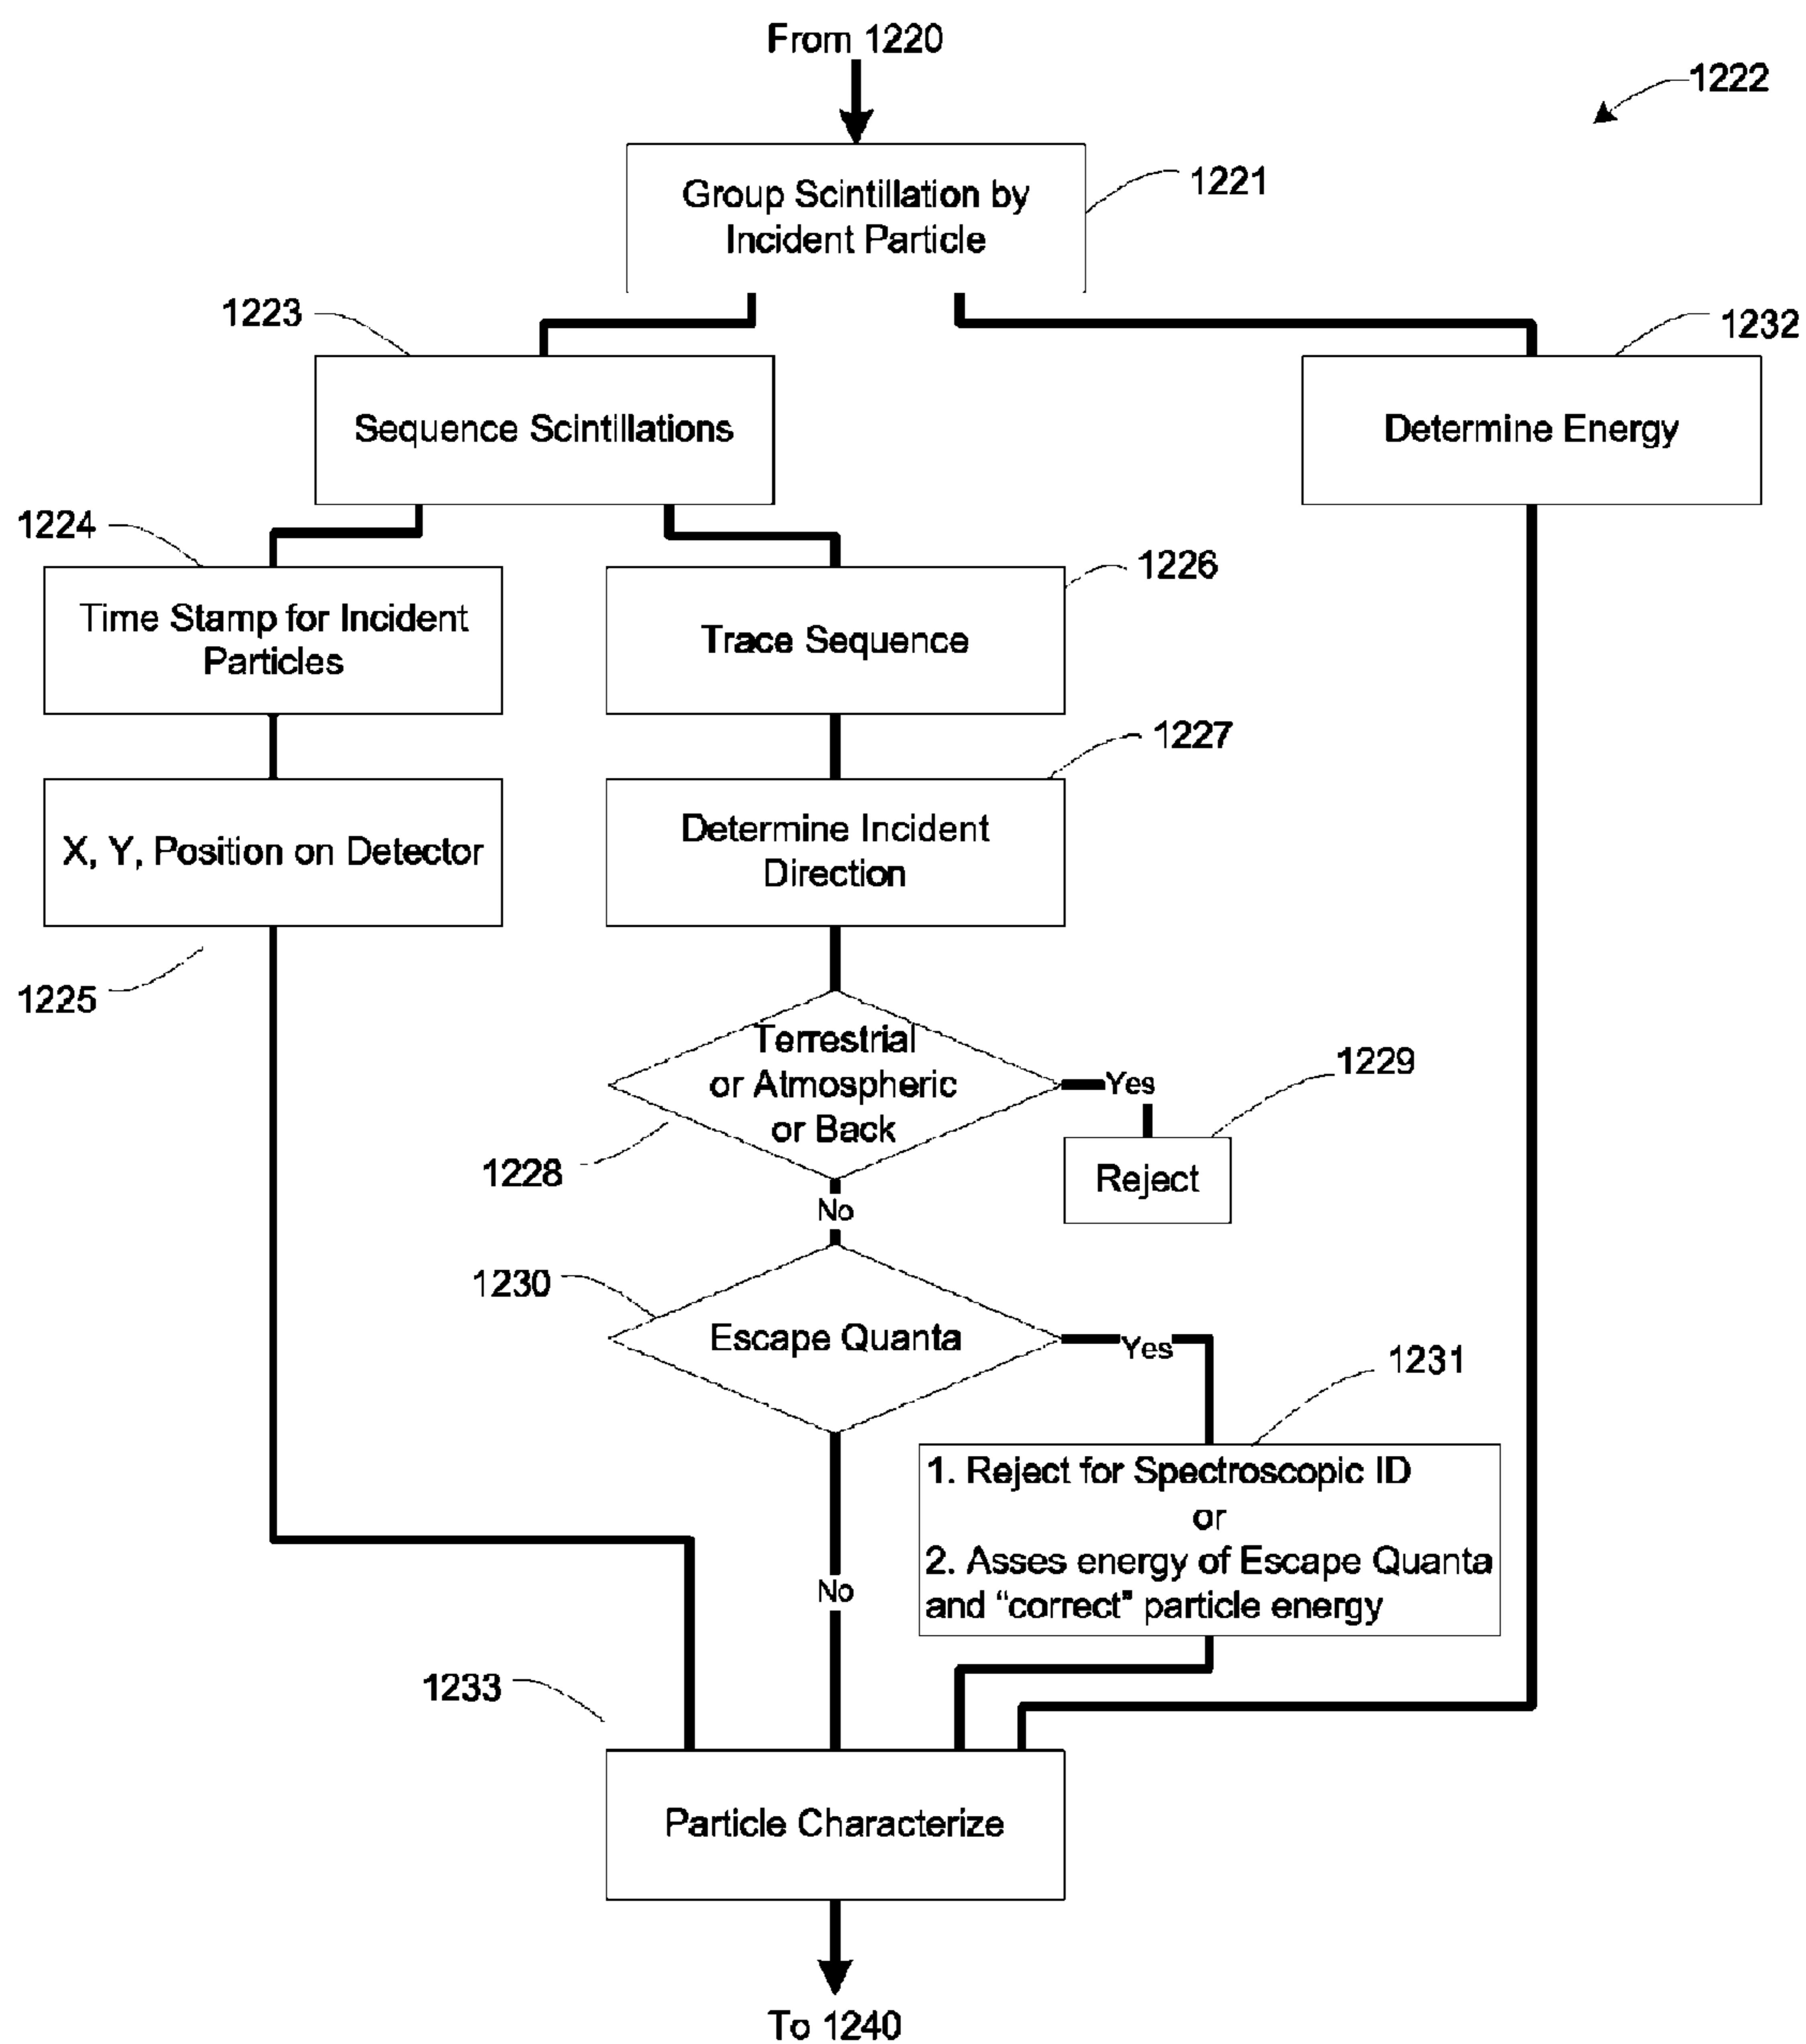 From 1220
1222
Group Scintillation by
Incident Particle
1221
1223
1232
Sequence Scintillations
Determine Energy
1224
Time Stamp for Incident
Particles
1226
Trace Sequence
1227
X, Y, Position on Detector
Determine Incident
Direction
1225
Terrestrial
or Atmospheric
or Back
Yes
1229
1228
Reject
No
1230
Escape Quanta
Yes
1231
1. Reject for Spectroscopic ID
or
2. Asses energy of Escape Quanta
and “correct” particle energy
No
1233
Particle Characterize
To 1240